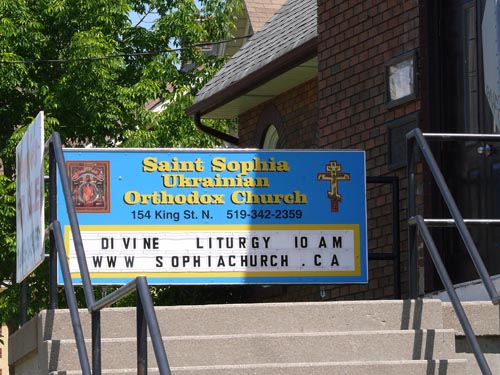 Saint Sophia
Ukrainian
Orthodox Church
154 King St. N. 519-342-2359
DIVINE LITURGY 10 AM
WWW SOPHIACHURCH . CA